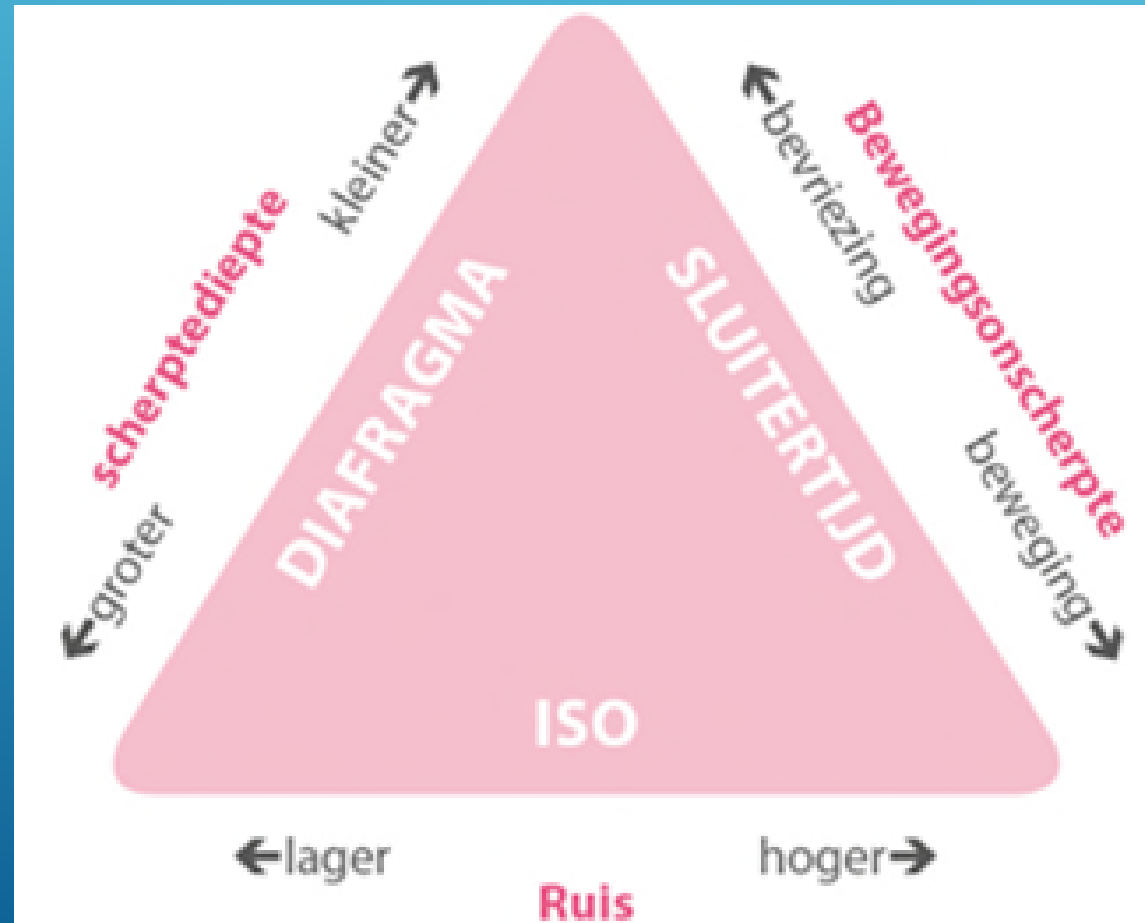 scherptediepte
kleiner
groter
DIAFRAGMA
SLUITERTIJD
bevriezing
Bewegingsonscherpte
beweging
ISO
lager
hoger
Ruis